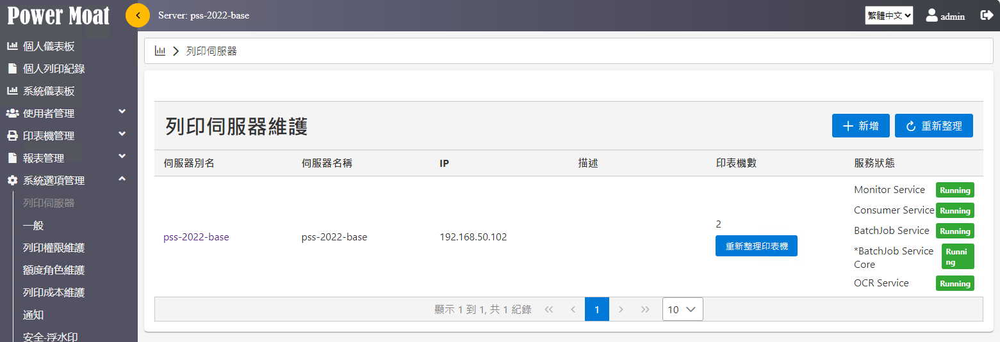 Power Moat
Server: pss-2022-base
繁體中文
admin
個人儀表板
個人列印紀錄
系統儀表板
使用者管理
印表機管理
報表管理
系統選項管理
列印伺服器
一般
列印權限維護
額度角色維護
列印成本維護
通知
安全-浮水印
列印伺服器
列印伺服器維護
新增
重新整理
伺服器別名 伺服器名稱 IP 描述 印表機數 服務狀態
pss-2022-base pss-2022-base 192.168.50.102
2
重新整理印表機
Monitor Service Running
Consumer Service Running
BatchJob Service Running
*BatchJob Service Runni
Core ng
OCR Service Running
顯示 1 到 1, 共 1 紀錄 1 10